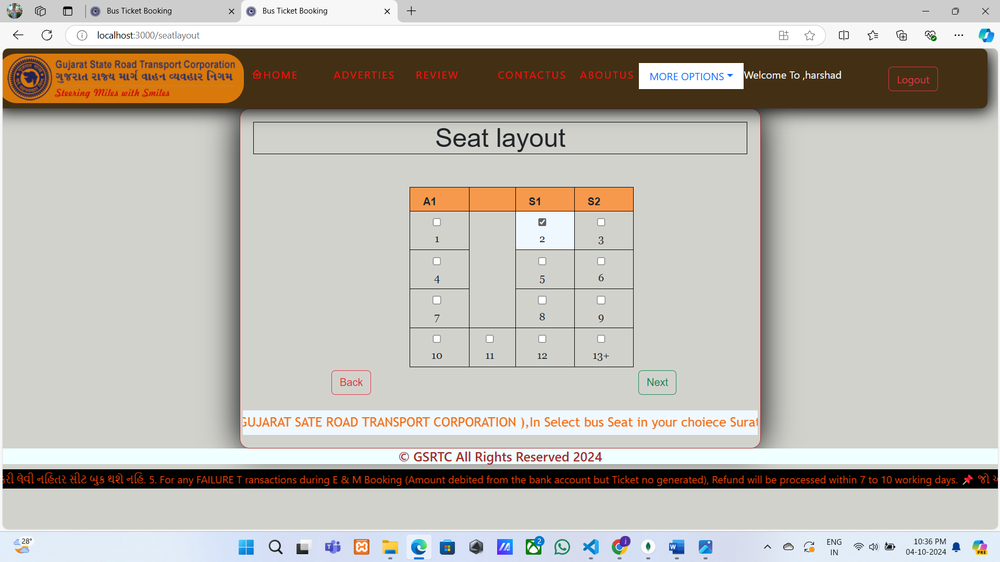 Bus Ticket Booking
Bus Ticket Booking
localhost:3000/seatlayout
Gujarat State Road Transport Corporation
ગુજરાત રાજ્ય માર્ગ વાહન વ્યવહાર નિગમ
Steering Miles with Smiles
HOME ADVERTIES REVIEW CONTACTUS ABOUTUS MORE OPTIONS Welcome To ,harshad Logout
Seat layout
A1 S1 S2
1 2 3
4 5 6
7 8 9
10 11 12 13+
Back Next
GUJARAT SATE ROAD TRANSPORT CORPORATION ),In Select bus Seat in your choiece Surat
© GSRTC All Rights Reserved 2024
કરી લેવી નહિતર સીટ બુક થશે નહિ. 5. For any FAILURE T ransactions during E & M Booking (Amount debited from the bank account but Ticket no generated), Refund will be processed within 7 to 10 working days. 📌 જો
28°
2
j
ENG
IN
10:36 PM
04-10-2024
PRE